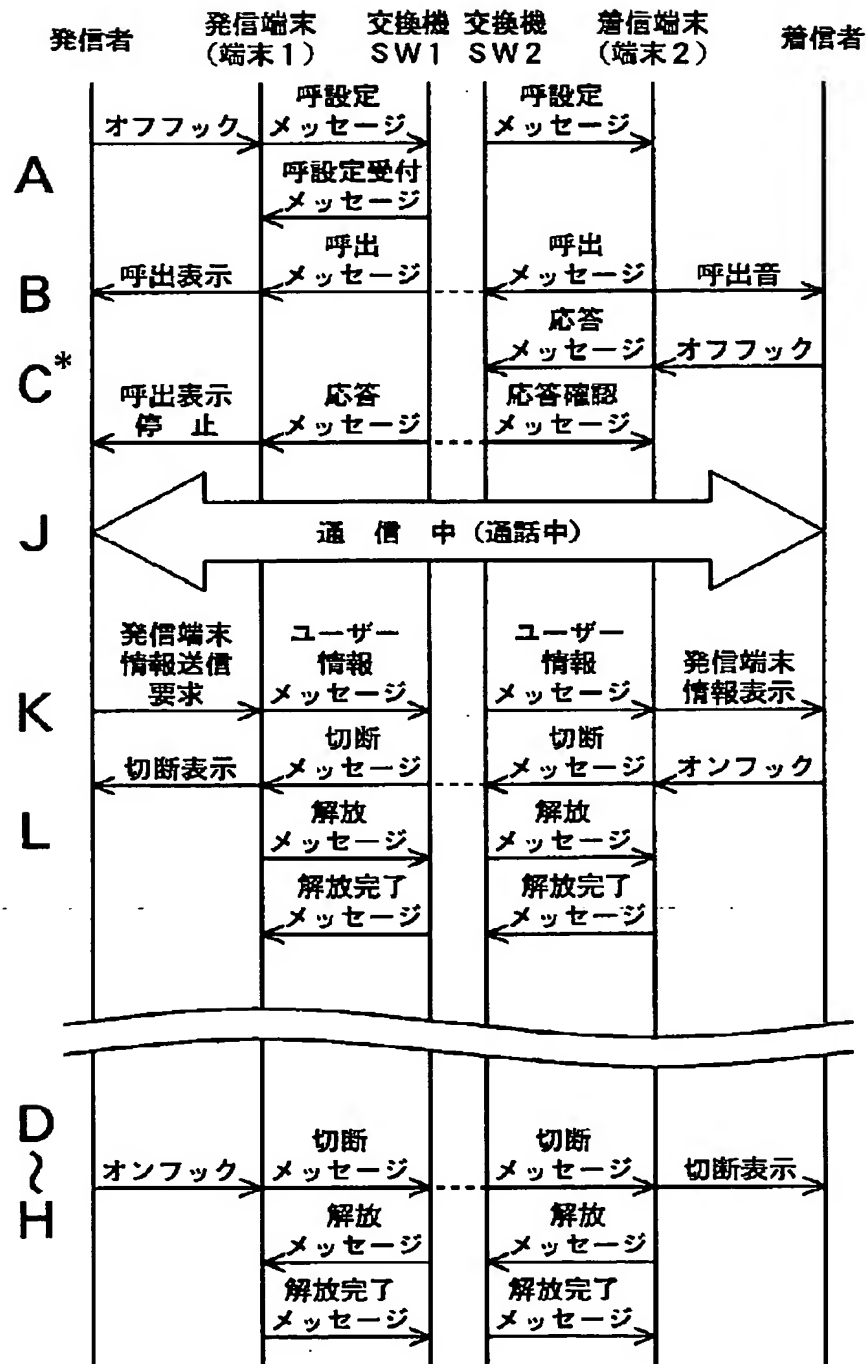 発信者
発信端末
(端末1)
交換機
SW1
交換機
SW2
着信端末
(端末2)
着信者
A
オフフック
呼設定
メッセージ
呼設定
メッセージ
呼設定受付
メッセージ
B
呼出表示
呼出
メッセージ
呼出
メッセージ
呼出音
C*
応答
メッセージ
オフフック
呼出表示
停 止
応答
メッセージ
応答確認
メッセージ
J
通 信 中(通話中)
K
発信端末
情報送信
要求
ユーザー
情報
メッセージ
ユーザー
情報
メッセージ
発信端末
情報表示
切断表示
切断
メッセージ
切断
メッセージ
オンフック
L
解放
メッセージ
解放
メッセージ
解放完了
メッセージ
解放完了
メッセージ
D
~
H
オンフック
切断
メッセージ
切断
メッセージ
切断表示
解放
メッセージ
解放
メッセージ
解放完了
メッセージ
解放完了
メッセージ